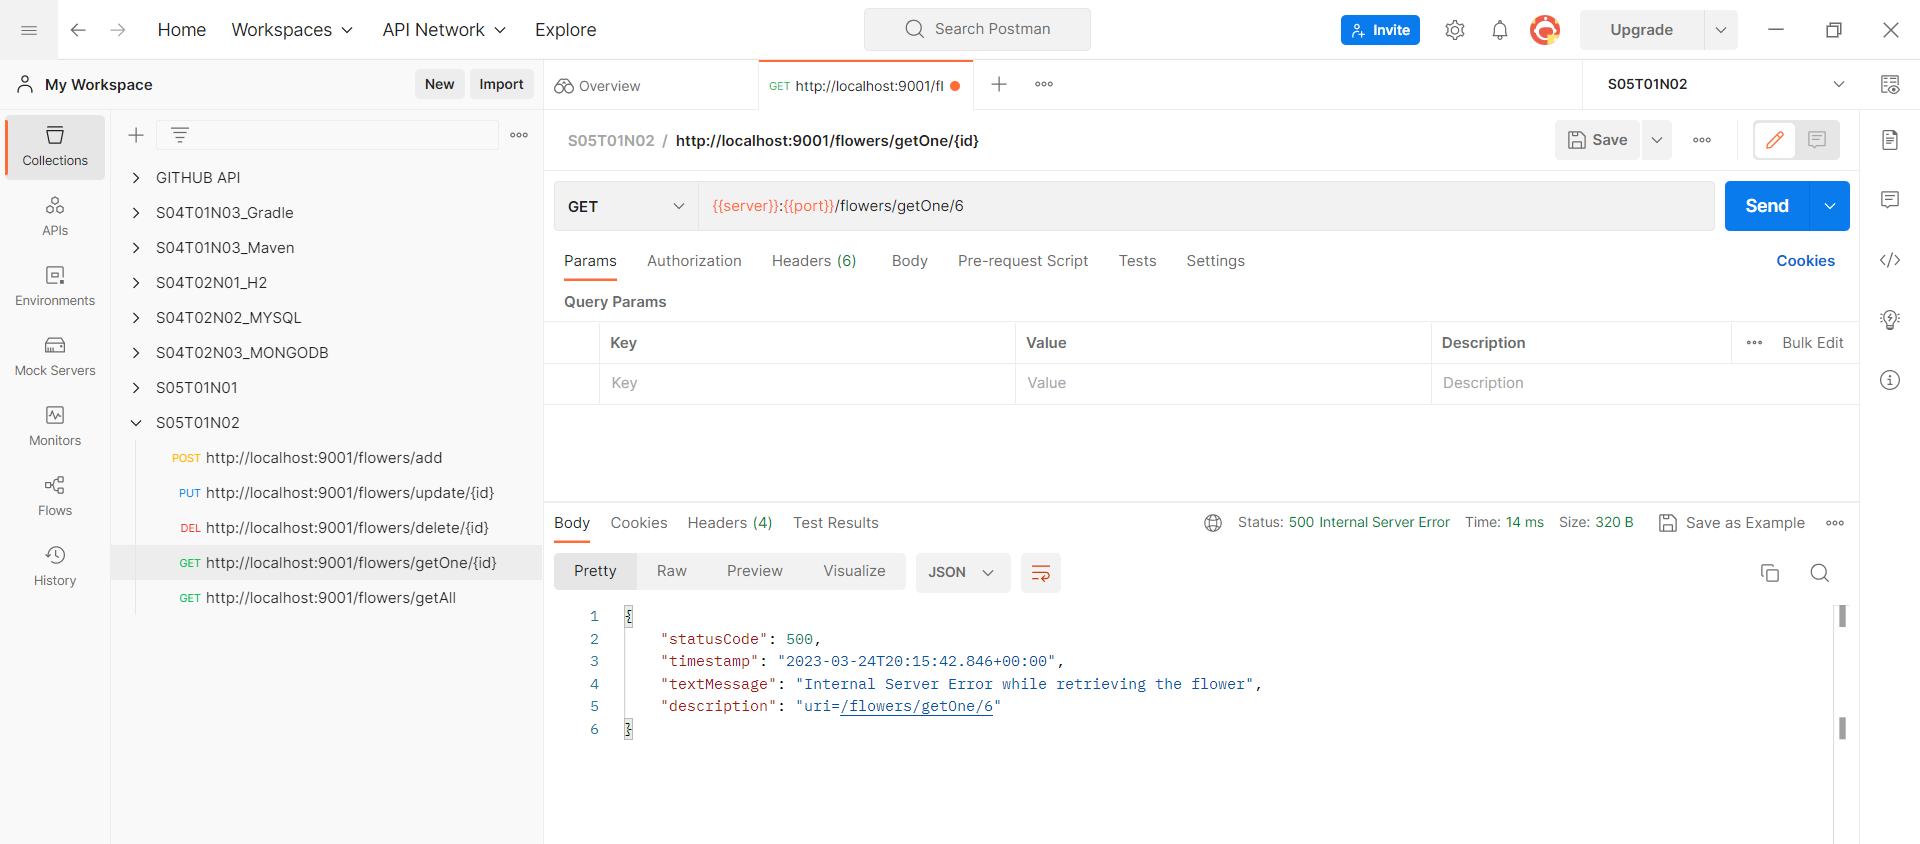 Home Workspaces API Network Explore Search Postman Invite Upgrade
My Workspace New Import Overview GET http://localhost:9001/fl S05T01N02
Collections
APIs
Environments
Mock Servers
Monitors
Flows
History
GITHUB API
S04T01N03_Gradle
S04T01N03_Maven
S04T02N01_H2
S04T02N02_MYSQL
S04T02N03_MONGODB
S05T01N01
S05T01N02
POST http://localhost:9001/flowers/add
PUT http://localhost:9001/flowers/update/{id}
DEL http://localhost:9001/flowers/delete/{id}
GET http://localhost:9001/flowers/getOne/{id}
GET http://localhost:9001/flowers/getAll
S05T01N02 / http://localhost:9001/flowers/getOne/{id} Save
GET {{server}}:{{port}}/flowers/getOne/6 Send
Params Authorization Headers (6) Body Pre-request Script Tests Settings Cookies
Query Params
Key Value Description Bulk Edit
Key Value Description
Body Cookies Headers (4) Test Results Status: 500 Internal Server Error Time: 14 ms Size: 320 B Save as Example
Pretty Raw Preview Visualize JSON
1 {
2 "statusCode": 500,
3 "timestamp": "2023-03-24T20:15:42.846+00:00",
4 "textMessage": "Internal Server Error while retrieving the flower",
5 "description": "uri=/flowers/getOne/6"
6 }